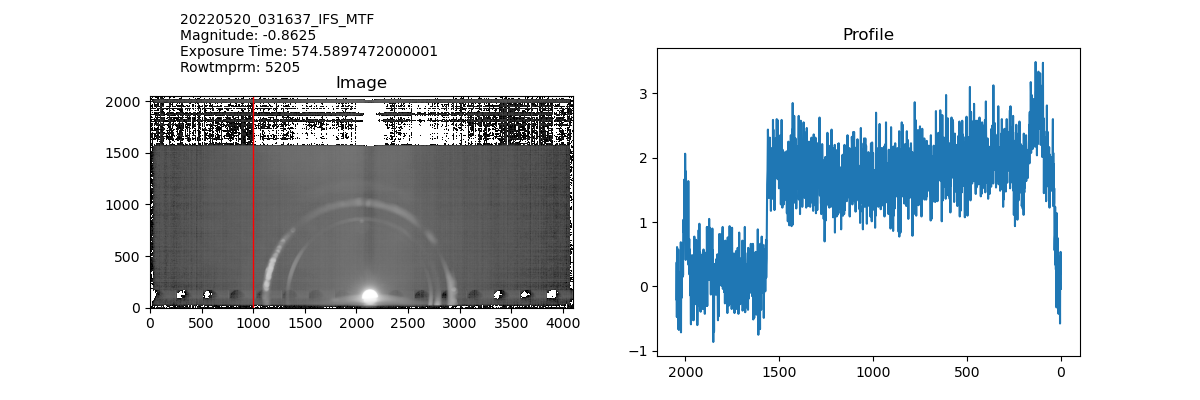 20220520_031637_IFS_MTF
Magnitude: -0.8625
Exposure Time: 574.5897472000001
Rowtmprm: 5205
Image
2000
1500
1000
500
0
0 500 1000 1500 2000 2500 3000 3500 4000
Profile
3
2
1
0
−1
2000 1500 1000 500 0